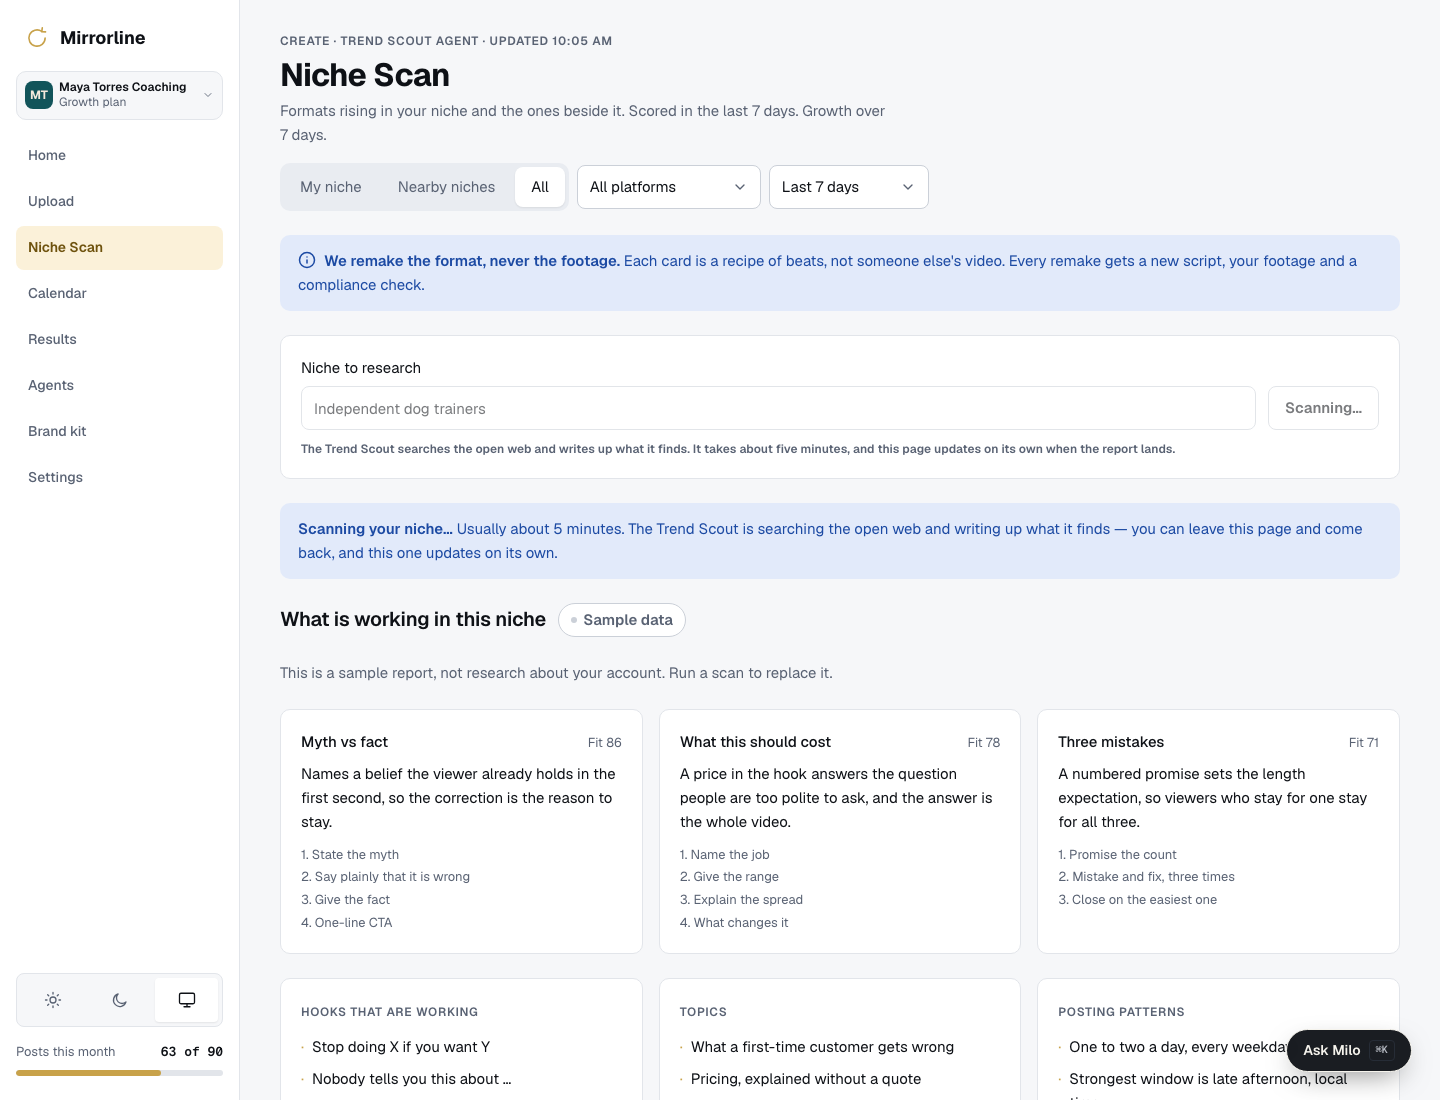 Mirrorline
MT
Maya Torres Coaching
Growth plan
Home
Upload
Niche Scan
Calendar
Results
Agents
Brand kit
Settings
Posts this month
63 of 90
CREATE · TREND SCOUT AGENT · UPDATED 10:05 AM
Niche Scan
Formats rising in your niche and the ones beside it. Scored in the last 7 days. Growth over
7 days.
My niche
Nearby niches
All
All platforms
Last 7 days
We remake the format, never the footage. Each card is a recipe of beats, not someone else's video. Every remake gets a new script, your footage and a
compliance check.
Niche to research
Independent dog trainers
Scanning...
The Trend Scout searches the open web and writes up what it finds. It takes about five minutes, and this page updates on its own when the report lands.
Scanning your niche... Usually about 5 minutes. The Trend Scout is searching the open web and writing up what it finds — you can leave this page and come
back, and this one updates on its own.
What is working in this niche
Sample data
This is a sample report, not research about your account. Run a scan to replace it.
Myth vs fact
Fit 86
Names a belief the viewer already holds in the
first second, so the correction is the reason to
stay.
1. State the myth
2. Say plainly that it is wrong
3. Give the fact
4. One-line CTA
What this should cost
Fit 78
A price in the hook answers the question
people are too polite to ask, and the answer is
the whole video.
1. Name the job
2. Give the range
3. Explain the spread
4. What changes it
Three mistakes
Fit 71
A numbered promise sets the length
expectation, so viewers who stay for one stay
for all three.
1. Promise the count
2. Mistake and fix, three times
3. Close on the easiest one
HOOKS THAT ARE WORKING
· Stop doing X if you want Y
· Nobody tells you this about ...
TOPICS
· What a first-time customer gets wrong
· Pricing, explained without a quote
POSTING PATTERNS
· One to two a day, every
· Strongest window is late afternoon, local
Ask Milo
⌘K